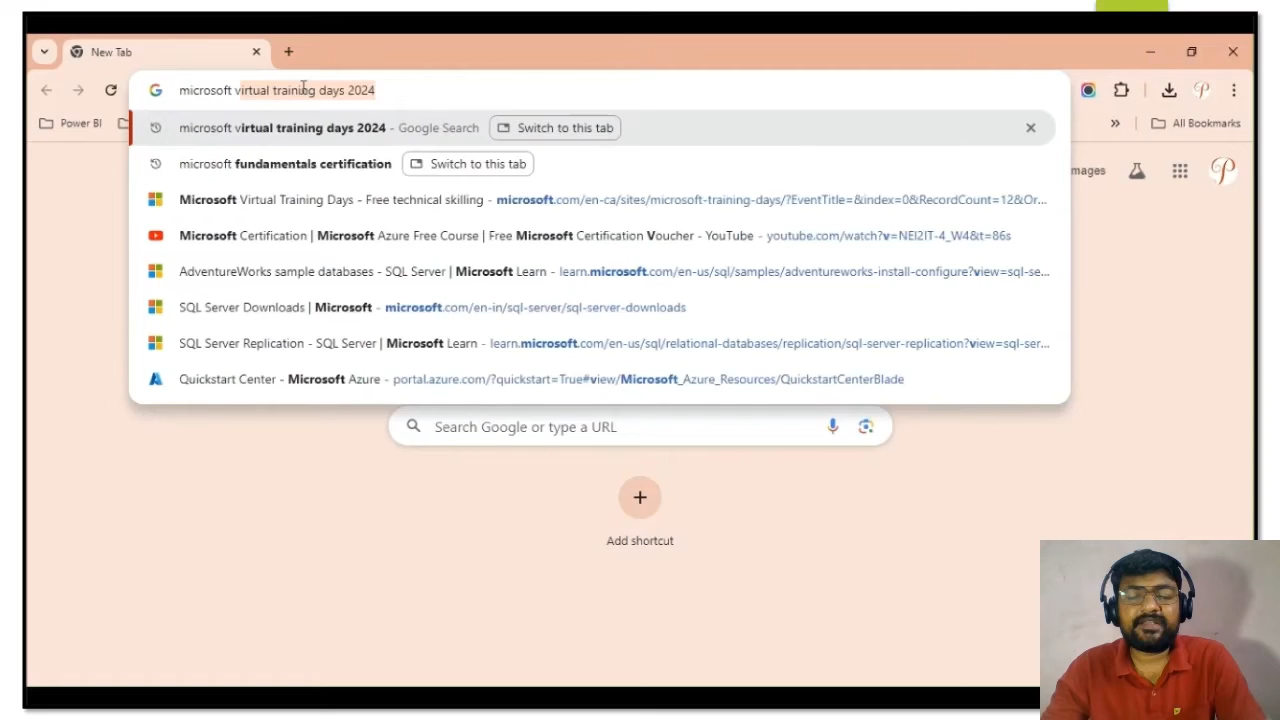 New Tab
microsoft virtual training days 2024
Power BI
All Bookmarks
microsoft virtual training days 2024 - Google Search Switch to this tab
microsoft fundamentals certification Switch to this tab
mages
Microsoft Virtual Training Days - Free technical skilling - microsoft.com/en-ca/sites/microsoft-training-days/?EventTitle=&index=0&RecordCount=12&Or...
Microsoft Certification | Microsoft Azure Free Course | Free Microsoft Certification Voucher - YouTube - youtube.com/watch?v=NEI2IT-4_W4&t=86s
AdventureWorks sample databases - SQL Server | Microsoft Learn - learn.microsoft.com/en-us/sql/samples/adventureworks-install-configure?view=sql-se...
SQL Server Downloads | Microsoft - microsoft.com/en-in/sql-server/sql-server-downloads
SQL Server Replication - SQL Server | Microsoft Learn - learn.microsoft.com/en-us/sql/relational-databases/replication/sql-server-replication?view=sql-ser...
Quickstart Center - Microsoft Azure - portal.azure.com/?quickstart=True#view/Microsoft_Azure_Resources/QuickstartCenterBlade
Search Google or type a URL
Add shortcut